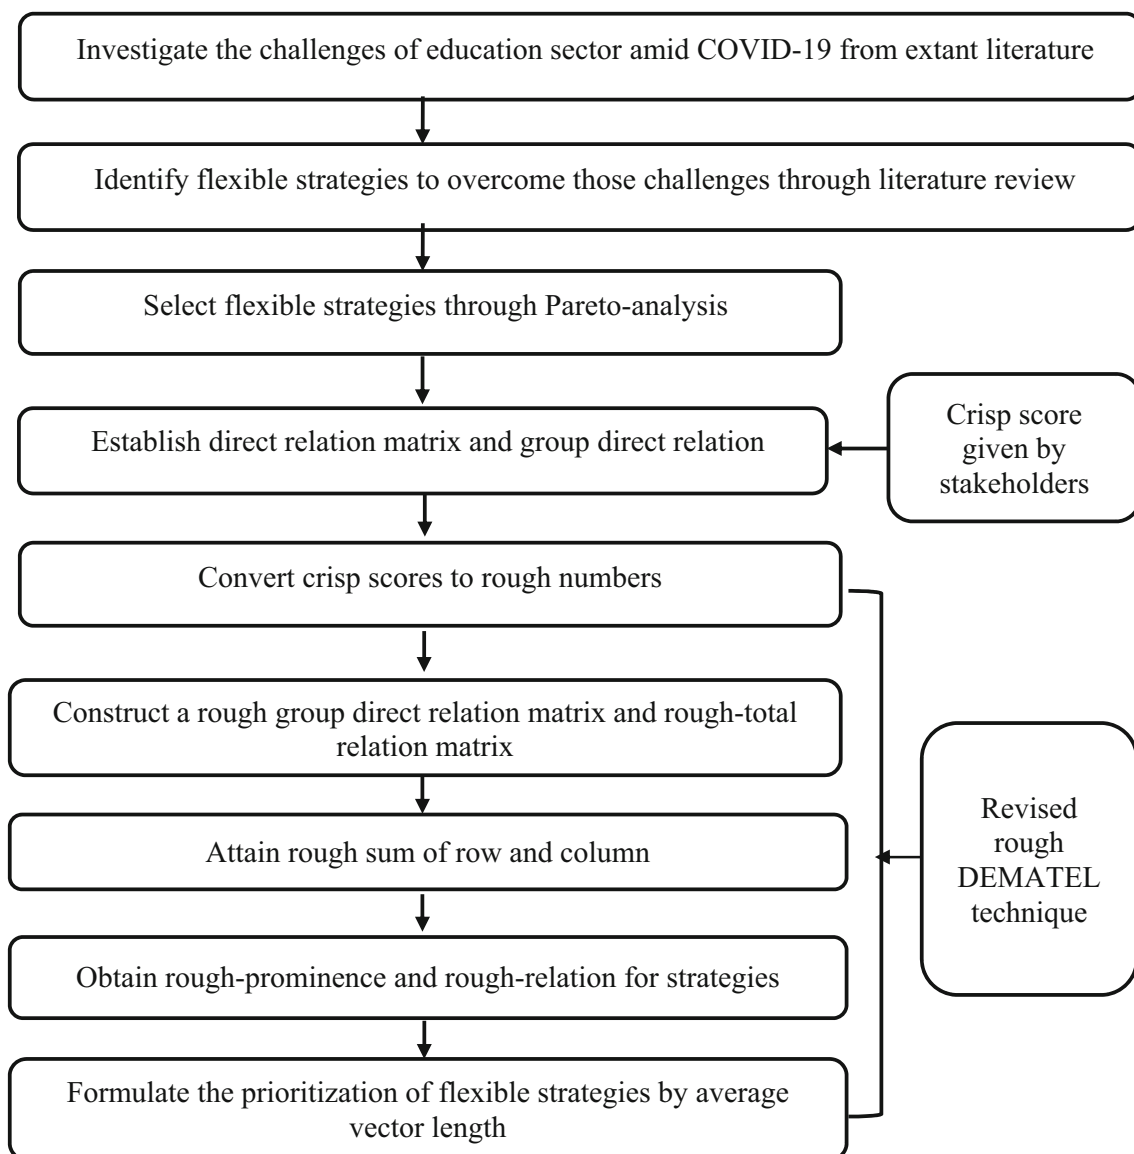 Investigate the challenges of education sector amid COVID-19 from extant literature
Identify flexible strategies to overcome those challenges through literature review
Select flexible strategies through Pareto-analysis
Establish direct relation matrix and group direct relation
Crisp score
given by
stakeholders
Convert crisp scores to rough numbers
Construct a rough group direct relation matrix and rough-total
relation matrix
Attain rough sum of row and column
Revised
rough
DEMATEL
technique
Obtain rough-prominence and rough-relation for strategies
Formulate the prioritization of flexible strategies by average
vector length